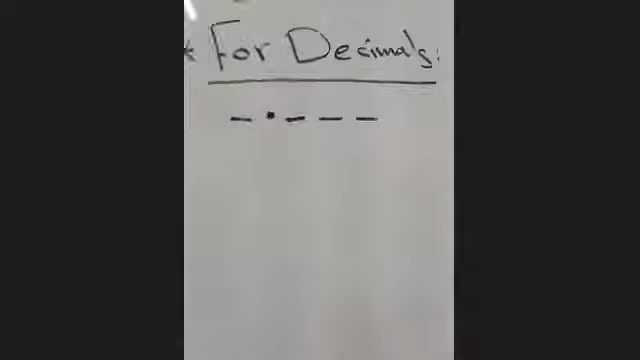 * For Decimals:
_ . _ _ _